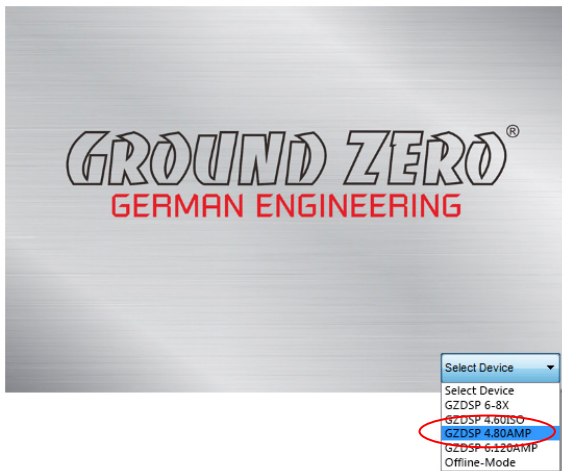 GROUND ZERO®
GERMAN ENGINEERING
Select Device
Select Device
GZDSP 6-8X
GZDSP 4.60ISO
GZDSP 4.80AMP
GZDSP 6.120AMP
Offline-Mode